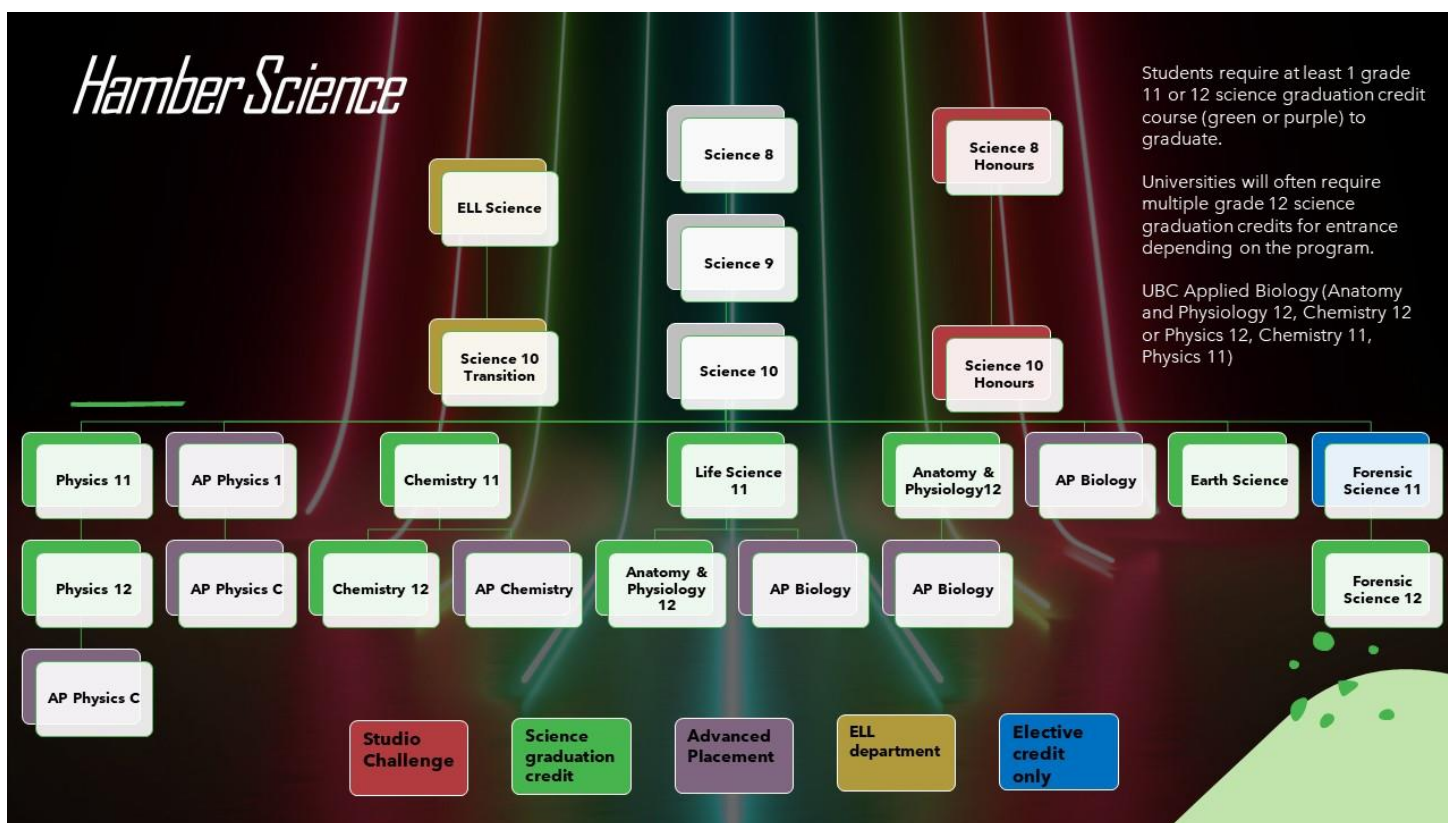 Hamber Science
Students require at least 1 grade
11 or 12 science graduation credit
course (green or purple) to
graduate.
Universities will often require
multiple grade 12 science
graduation credits for entrance
depending on the program.
UBC Applied Biology (Anatomy
and Physiology 12, Chemistry 12
or Physics 12, Chemistry 11,
Physics 11)
Science 8
Science 8
Honours
ELL Science
Science 9
Science 10
Transition
Science 10
Science 10
Honours
Physics 11
AP Physics 1
Chemistry 11
Life Science
11
Anatomy &
Physiology12
AP Biology
Earth Science
Forensic
Science 11
Physics 12
AP Physics C
Chemistry 12
AP Chemistry
Anatomy &
Physiology
12
AP Biology
AP Biology
Forensic
Science 12
AP Physics C
Studio
Challenge
Science
graduation
credit
Advanced
Placement
ELL
department
Elective
credit
only